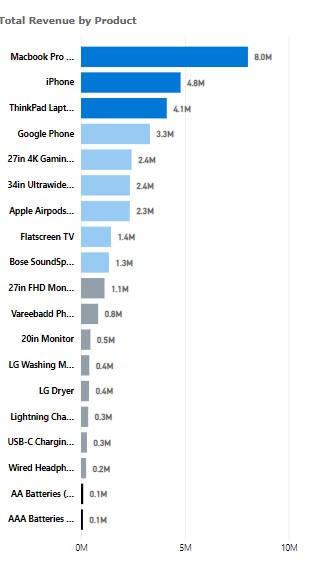 Total Revenue by Product
Macbook Pro ... 8.0M
iPhone 4.8M
ThinkPad Lapt... 4.1M
Google Phone 3.3M
27in 4K Gamin... 2.4M
34in Ultrawide... 2.4M
Apple Airpods... 2.3M
Flatscreen TV 1.4M
Bose SoundSp... 1.3M
27in FHD Mon... 1.1M
Vareebadd Ph... 0.8M
20in Monitor 0.5M
LG Washing M... 0.4M
LG Dryer 0.4M
Lightning Cha... 0.3M
USB-C Chargin... 0.3M
Wired Headph... 0.2M
AA Batteries (... 0.1M
AAA Batteries ... 0.1M
0M 5M 10M